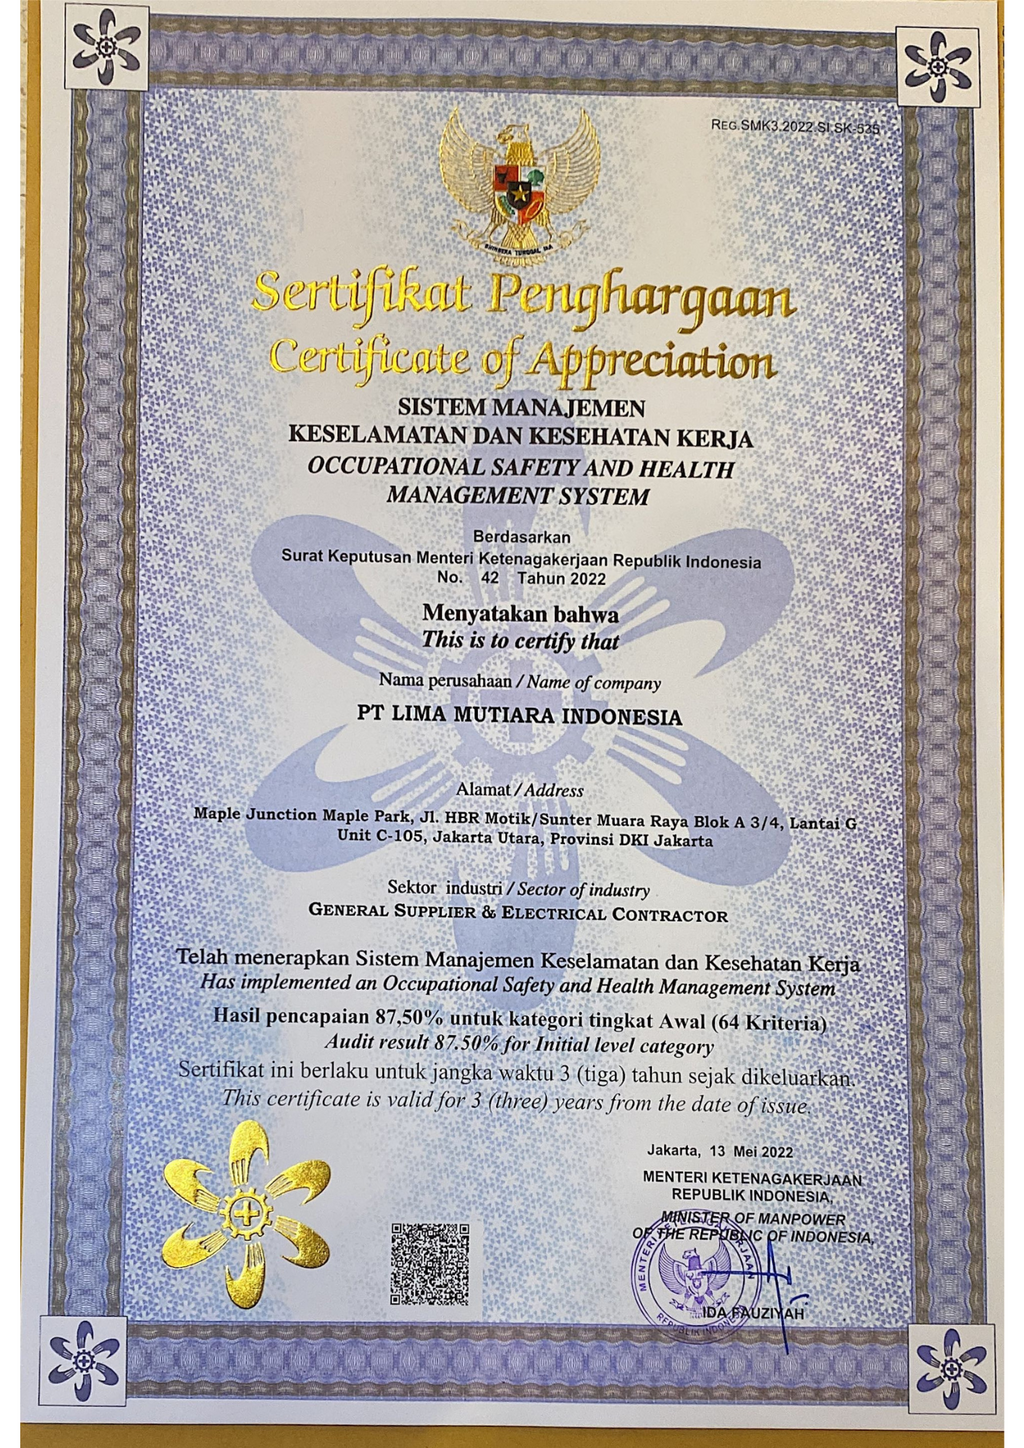 REG.SMK3.2022.SI.SK-535
BHINNEKA TUNGGAL IKA
Sertifikat Penghargaan
Certificate of Appreciation
SISTEM MANAJEMEN
KESELAMATAN DAN KESEHATAN KERJA
OCCUPATIONAL SAFETY AND HEALTH
MANAGEMENT SYSTEM
Berdasarkan
Surat Keputusan Menteri Ketenagakerjaan Republik Indonesia
No. 42 Tahun 2022
Menyatakan bahwa
This is to certify that
Nama perusahaan / Name of company
PT LIMA MUTIARA INDONESIA
Alamat / Address
Maple Junction Maple Park, Jl. HBR Motik/Sunter Muara Raya Blok A 3/4, Lantai G
Unit C-105, Jakarta Utara, Provinsi DKI Jakarta
Sektor industri / Sector of industry
GENERAL SUPPLIER & ELECTRICAL CONTRACTOR
Telah menerapkan Sistem Manajemen Keselamatan dan Kesehatan Kerja
Has implemented an Occupational Safety and Health Management System
Hasil pencapaian 87,50% untuk kategori tingkat Awal (64 Kriteria)
Audit result 87.50% for Initial level category
Sertifikat ini berlaku untuk jangka waktu 3 (tiga) tahun sejak dikeluarkan.
This certificate is valid for 3 (three) years from the date of issue.
Jakarta, 13 Mei 2022
MENTERI KETENAGAKERJAAN
REPUBLIK INDONESIA,
MINISTER OF MANPOWER
OF THE REPUBLIC OF INDONESIA,
MENTERI KETENAGAKERJAAN
REPUBLIK INDONESIA
IDA FAUZIYAH